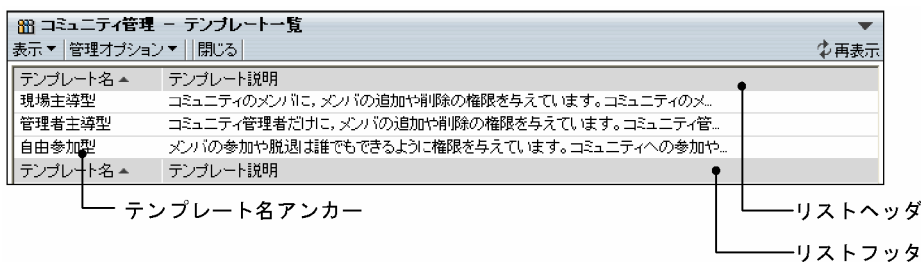 コミュニティ管理 － テンプレート一覧
表示▼ 管理オプション▼ 閉じる 再表示
テンプレート名▲ テンプレート説明
現場主導型 コミュニティのメンバに，メンバの追加や削除の権限を与えています。コミュニティのメ...
管理者主導型 コミュニティ管理者だけに，メンバの追加や削除の権限を与えています。コミュニティ管...
自由参加型 メンバの参加や脱退は誰でもできるように権限を与えています。コミュニティへの参加や...
テンプレート名▲ テンプレート説明
テンプレート名アンカー
リストヘッダ
リストフッタ